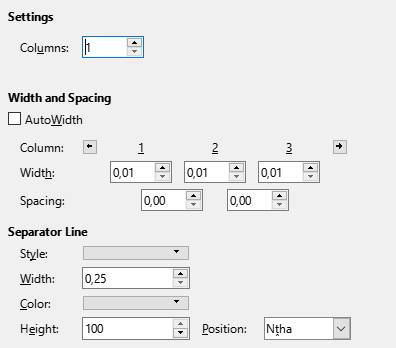 Settings
Columns: 1
Width and Spacing
AutoWidth
Column: 1 2 3
Width: 0,01 0,01 0,01
Spacing: 0,00 0,00
Separator Line
Style:
Width: 0,25
Color:
Height: 100 Position: Nṱha